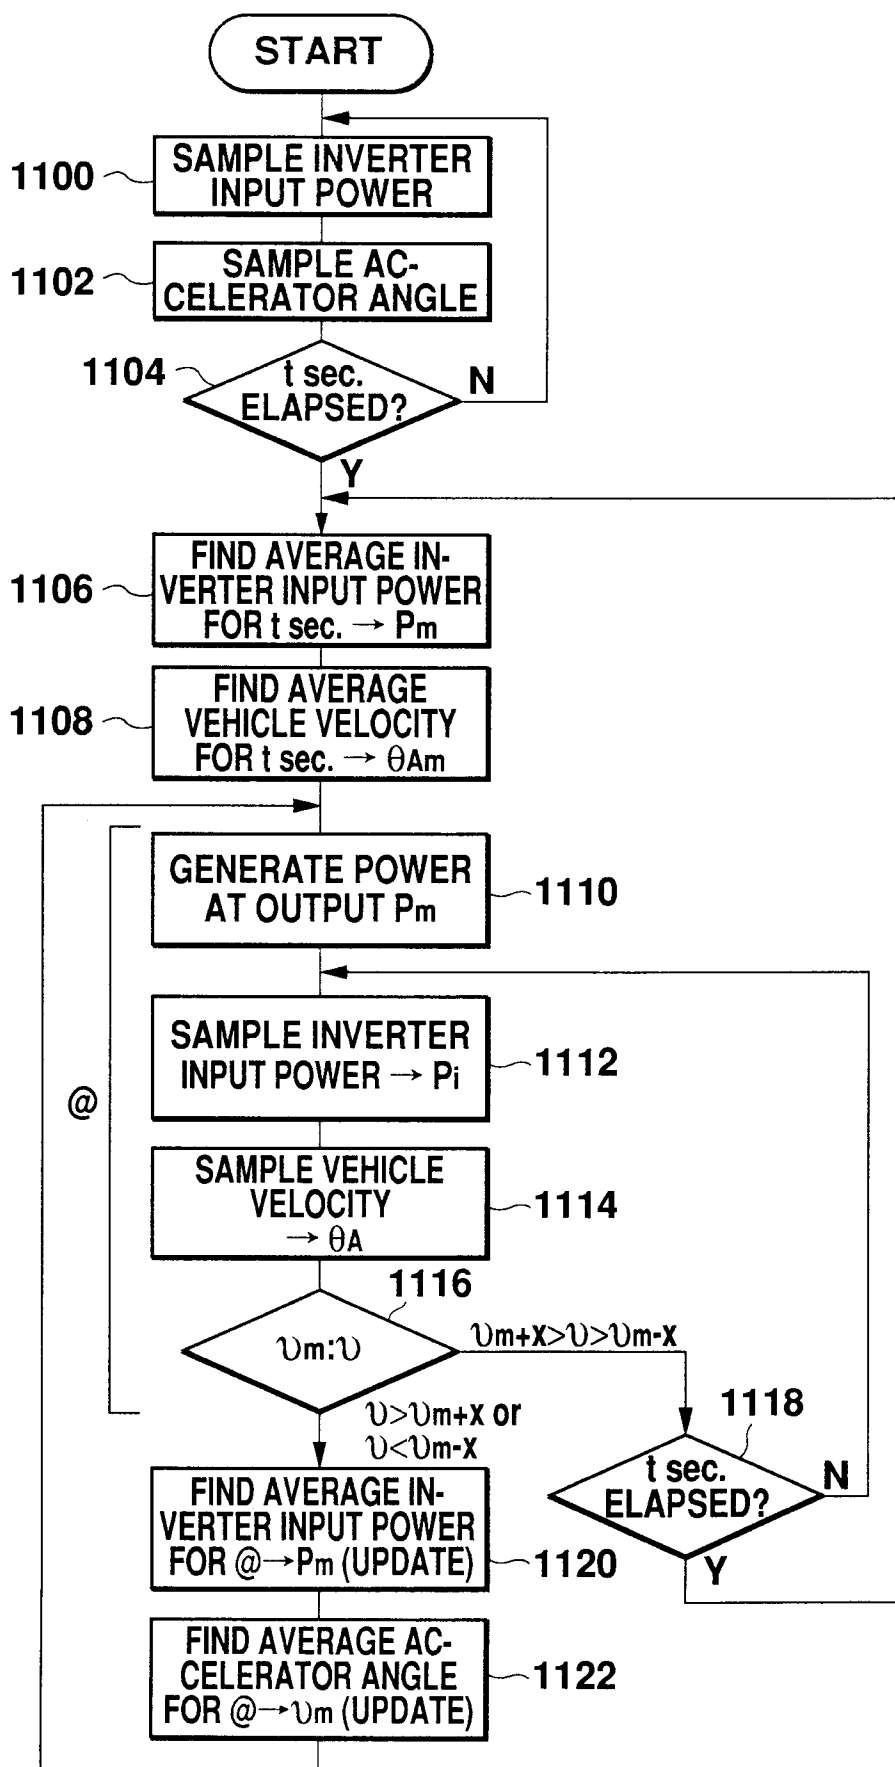 START
1100
SAMPLE INVERTER
INPUT POWER
1102
SAMPLE AC-
CELERATOR ANGLE
1104
t sec.
ELAPSED?
N
Y
1106
FIND AVERAGE IN-
VERTER INPUT POWER
FOR t sec. → Pm
1108
FIND AVERAGE
VEHICLE VELOCITY
FOR t sec. → θAm
GENERATE POWER
AT OUTPUT Pm
1110
SAMPLE INVERTER
INPUT POWER → Pi
1112
@
SAMPLE VEHICLE
VELOCITY
→ θA
1114
1116
υm:υ
υm+x>υ>υm-x
υ>υm+x or
υ<υm-x
1118
t sec.
ELAPSED?
N
Y
FIND AVERAGE IN-
VERTER INPUT POWER
FOR @→Pm (UPDATE)
1120
FIND AVERAGE AC-
CELERATOR ANGLE
FOR @→υm (UPDATE)
1122